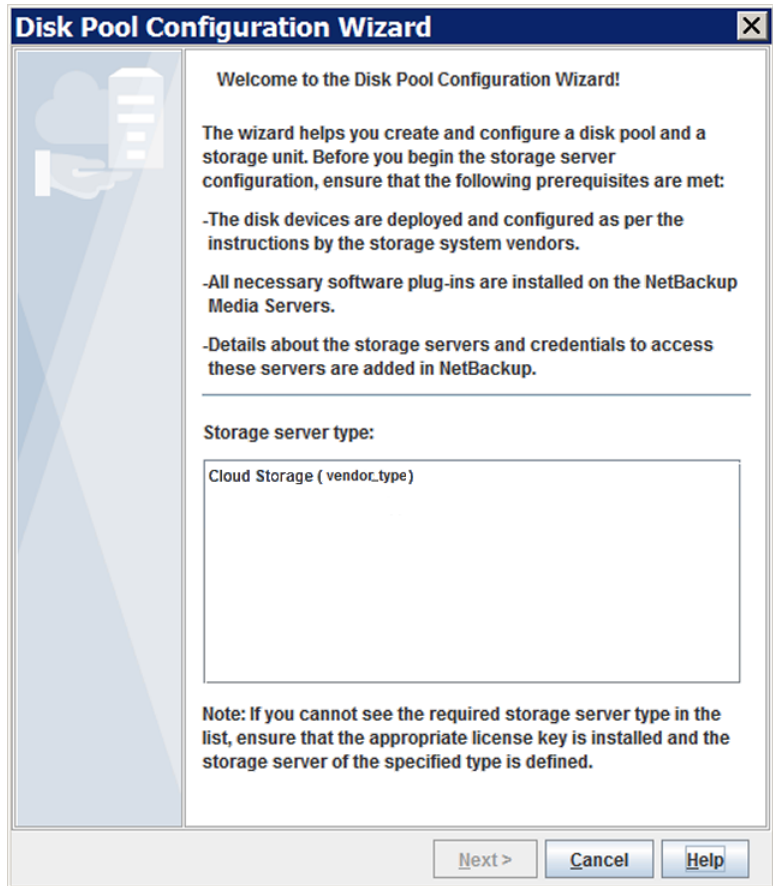 Disk Pool Configuration Wizard
Welcome to the Disk Pool Configuration Wizard!
The wizard helps you create and configure a disk pool and a
storage unit. Before you begin the storage server
configuration, ensure that the following prerequisites are met:
-The disk devices are deployed and configured as per the
instructions by the storage system vendors.
-All necessary software plug-ins are installed on the NetBackup
Media Servers.
-Details about the storage servers and credentials to access
these servers are added in NetBackup.
Storage server type:
Cloud Storage ( vendor_type)
Note: If you cannot see the required storage server type in the
list, ensure that the appropriate license key is installed and the
storage server of the specified type is defined.
Next >
Cancel
Help